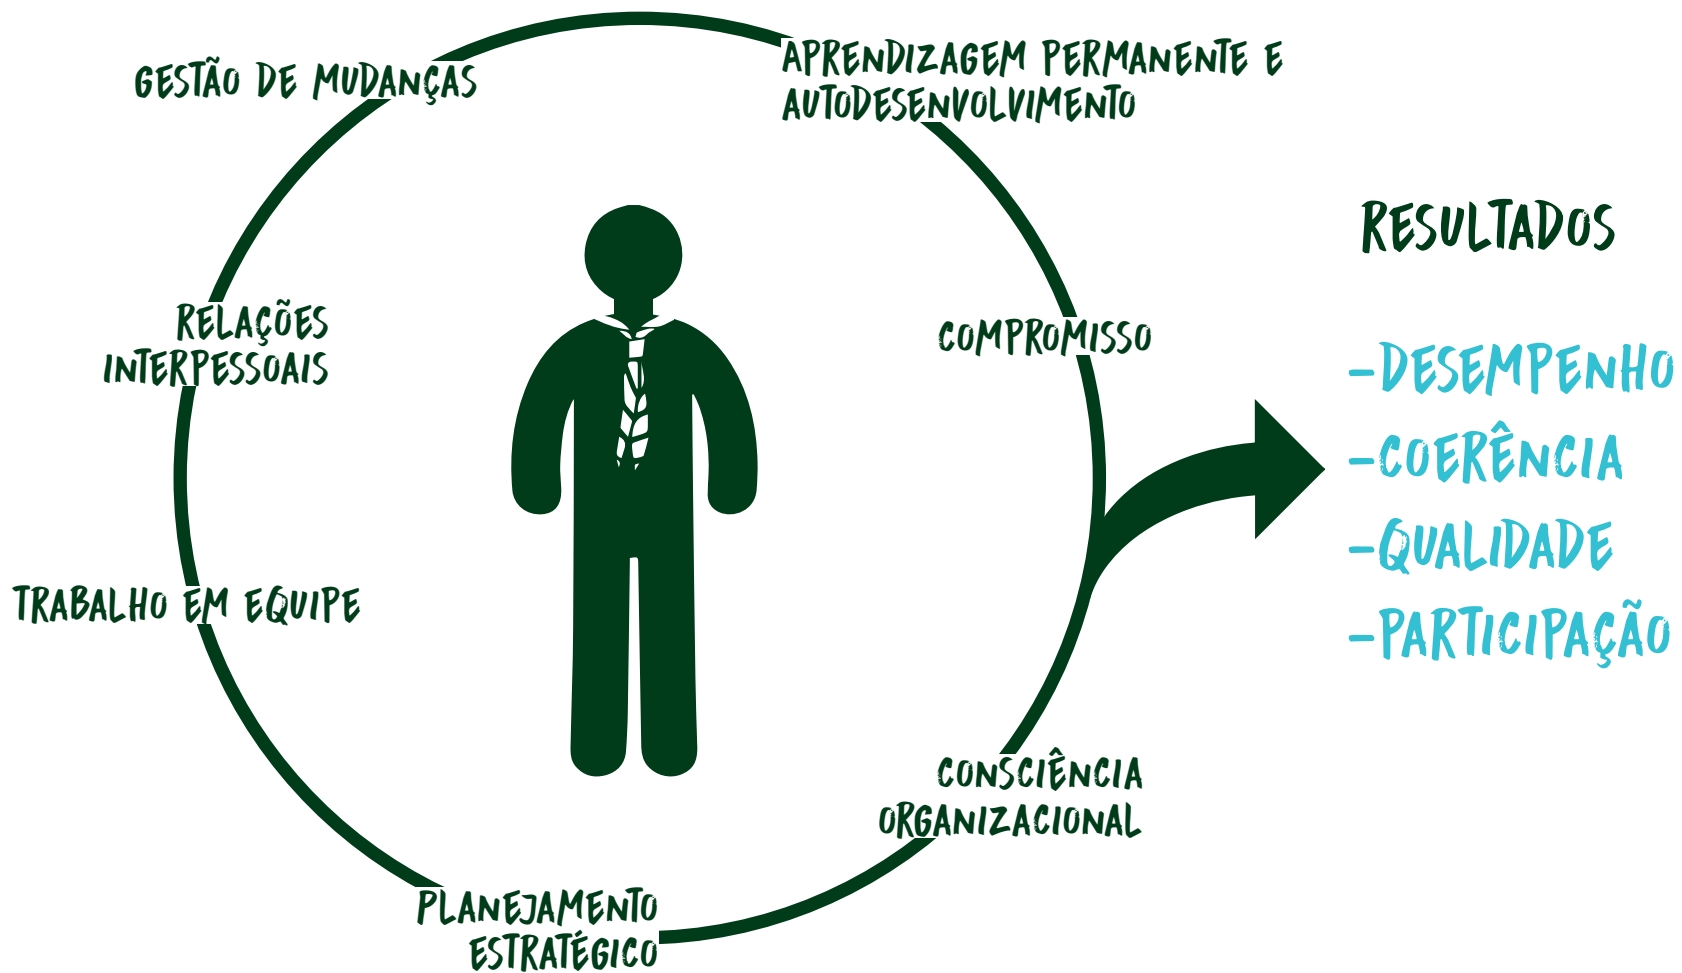 GESTÃO DE MUDANÇAS
APRENDIZAGEM PERMANENTE E
AUTODESENVOLVIMENTO
RELAÇÕES
INTERPESSOAIS
COMPROMISSO
TRABALHO EM EQUIPE
CONSCIÊNCIA
ORGANIZACIONAL
PLANEJAMENTO
ESTRATÉGICO
RESULTADOS
-DESEMPENHO
-COERÊNCIA
-QUALIDADE
-PARTICIPAÇÃO